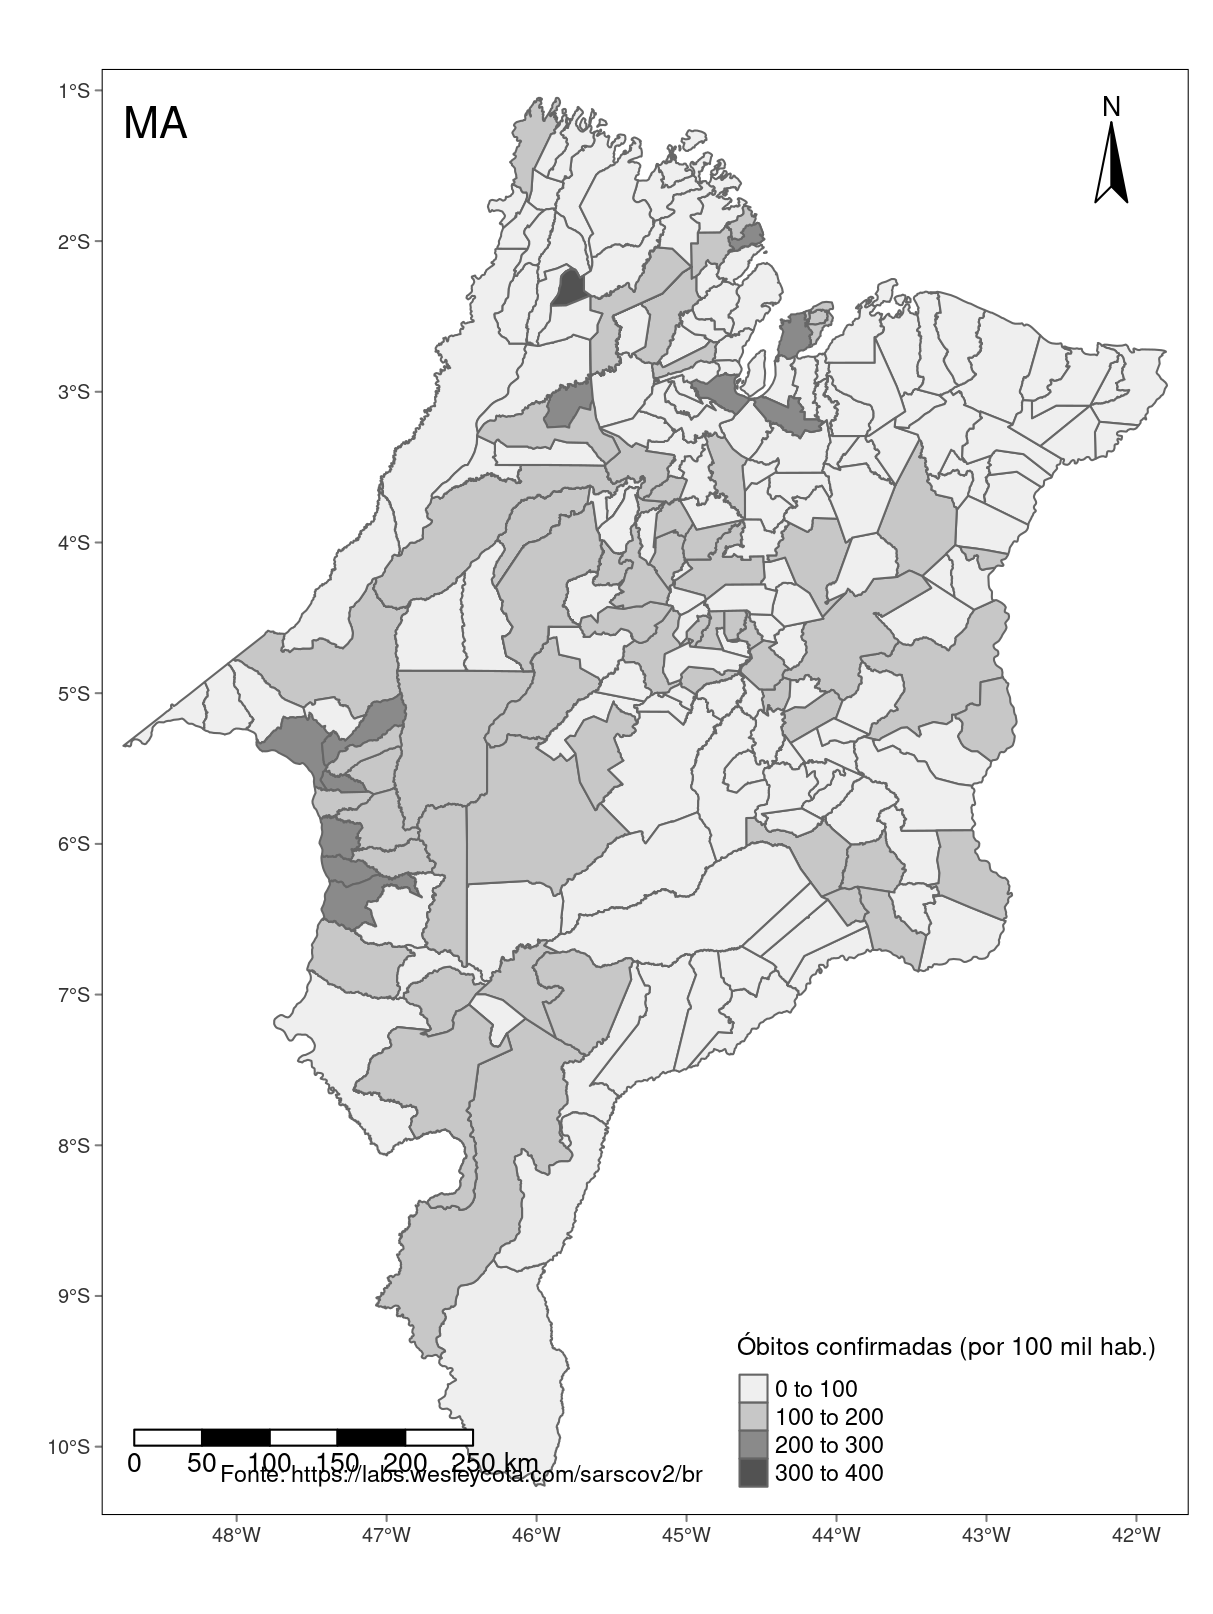 MA
N
1°S
2°S
3°S
4°S
5°S
6°S
7°S
8°S
9°S
10°S
Óbitos confirmadas (por 100 mil hab.)
0 to 100
100 to 200
200 to 300
300 to 400
0 50 100 150 200 250 km
Fonte: https://labs.wesleycota.com/sarscov2/br
48°W 47°W 46°W 45°W 44°W 43°W 42°W